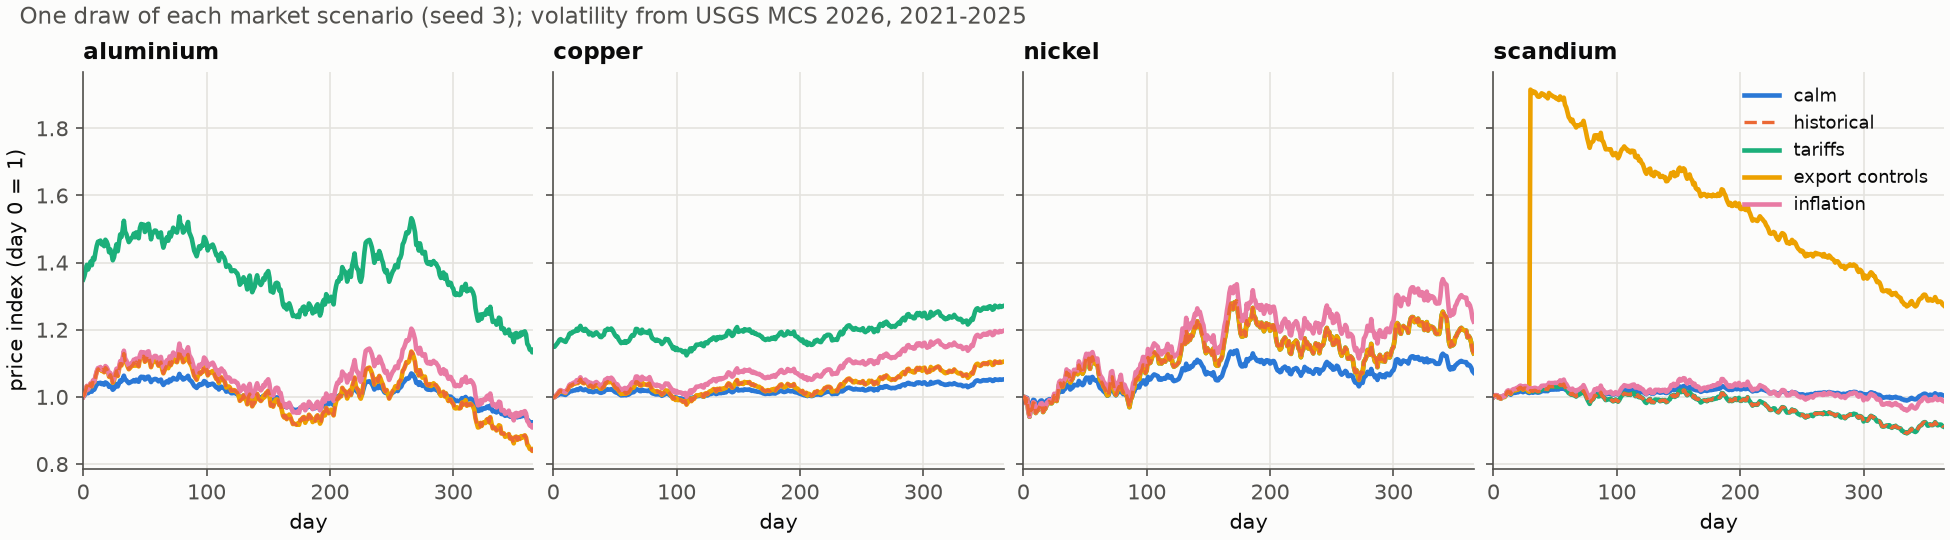 One draw of each market scenario (seed 3); volatility from USGS MCS 2026, 2021-2025
aluminium
copper
nickel
scandium
price index (day 0 = 1)
1.8
1.6
1.4
1.2
1.0
0.8
calm
historical
tariffs
export controls
inflation
0 100 200 300
0 100 200 300
0 100 200 300
0 100 200 300
day
day
day
day